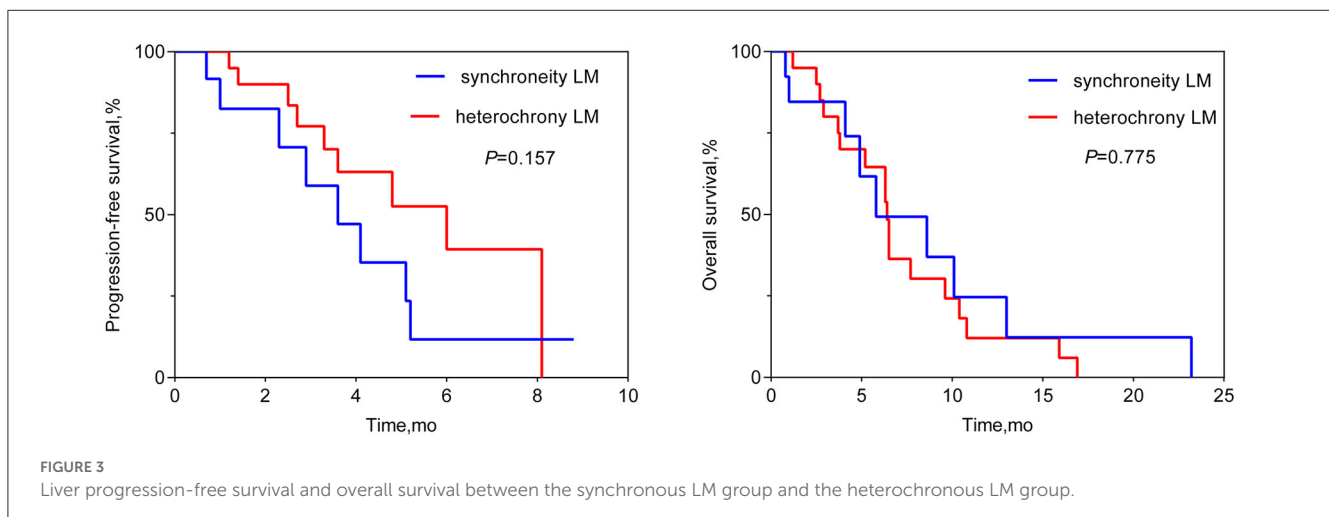 100
50
0
0
2
4
6
8
10
Progression-free survival,%
Time,mo
synchroneity LM
heterochrony LM
P=0.157
100
50
0
0
5
10
15
20
25
Overall survival,%
Time,mo
synchroneity LM
heterochrony LM
P=0.775
FIGURE 3
Liver progression-free survival and overall survival between the synchronous LM group and the heterochronous LM group.